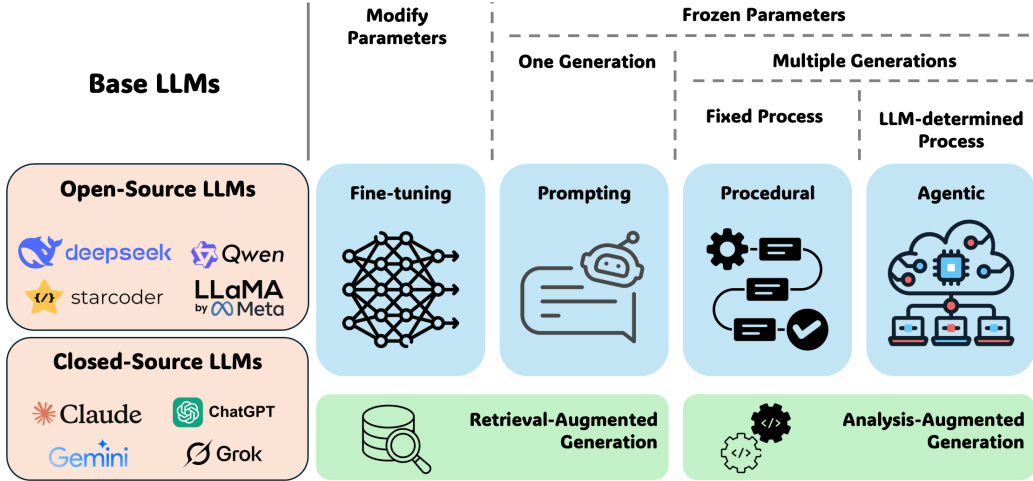 Base LLMs
Modify
Parameters
Frozen Parameters
One Generation
Multiple Generations
Fixed Process
LLM-determined
Process
Open-Source LLMs
deepseek
Qwen
{/} starcoder
LLaMA
by Meta
Closed-Source LLMs
Claude
ChatGPT
Gemini
Grok
Fine-tuning
Prompting
Procedural
Agentic
Retrieval-Augmented
Generation
</>
</>
Analysis-Augmented
Generation